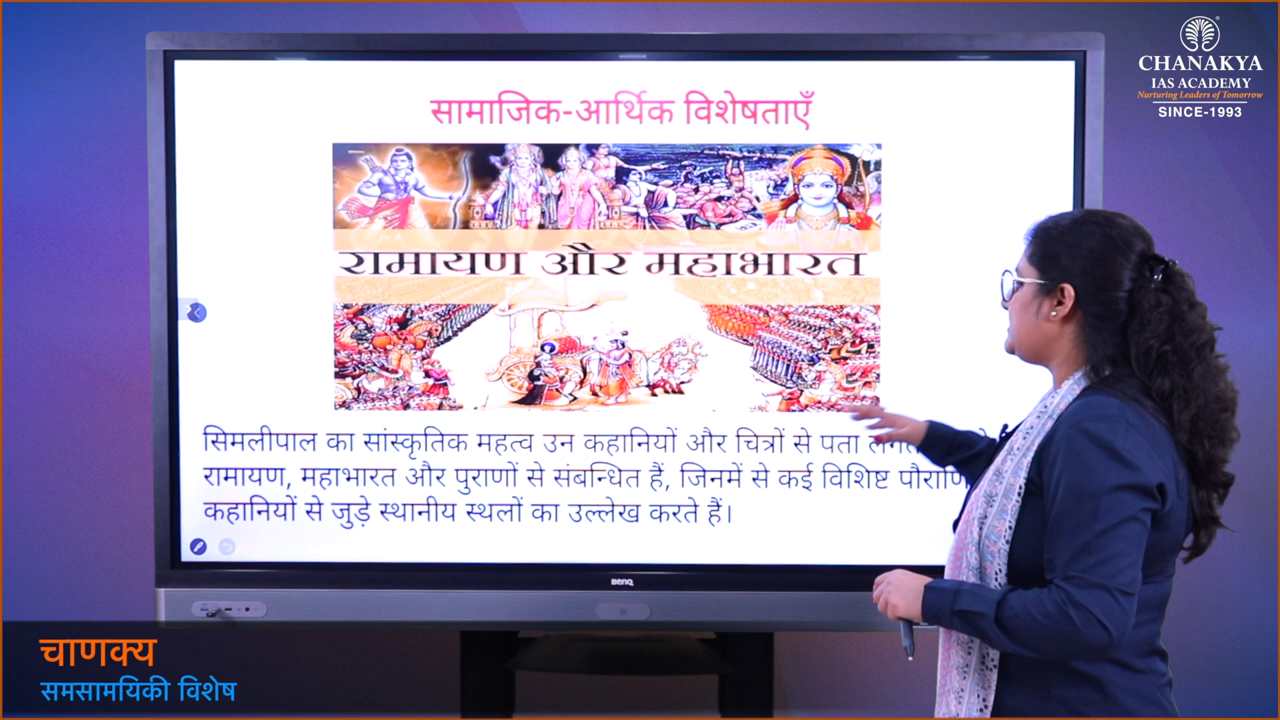 CHANAKYA
IAS ACADEMY
Nurturing Leaders of Tomorrow
SINCE-1993
सामाजिक-आर्थिक विशेषताएँ
रामायण और महाभारत
सिमलीपाल का सांस्कृतिक महत्व उन कहानियों और चित्रों से पता
रामायण, महाभारत और पुराणों से संबन्धित हैं, जिनमें से कई विशिष्ट
कहानियों से जुड़े स्थानीय स्थलों का उल्लेख करते हैं।
BENQ
चाणक्य
समसामयिकी विशेष